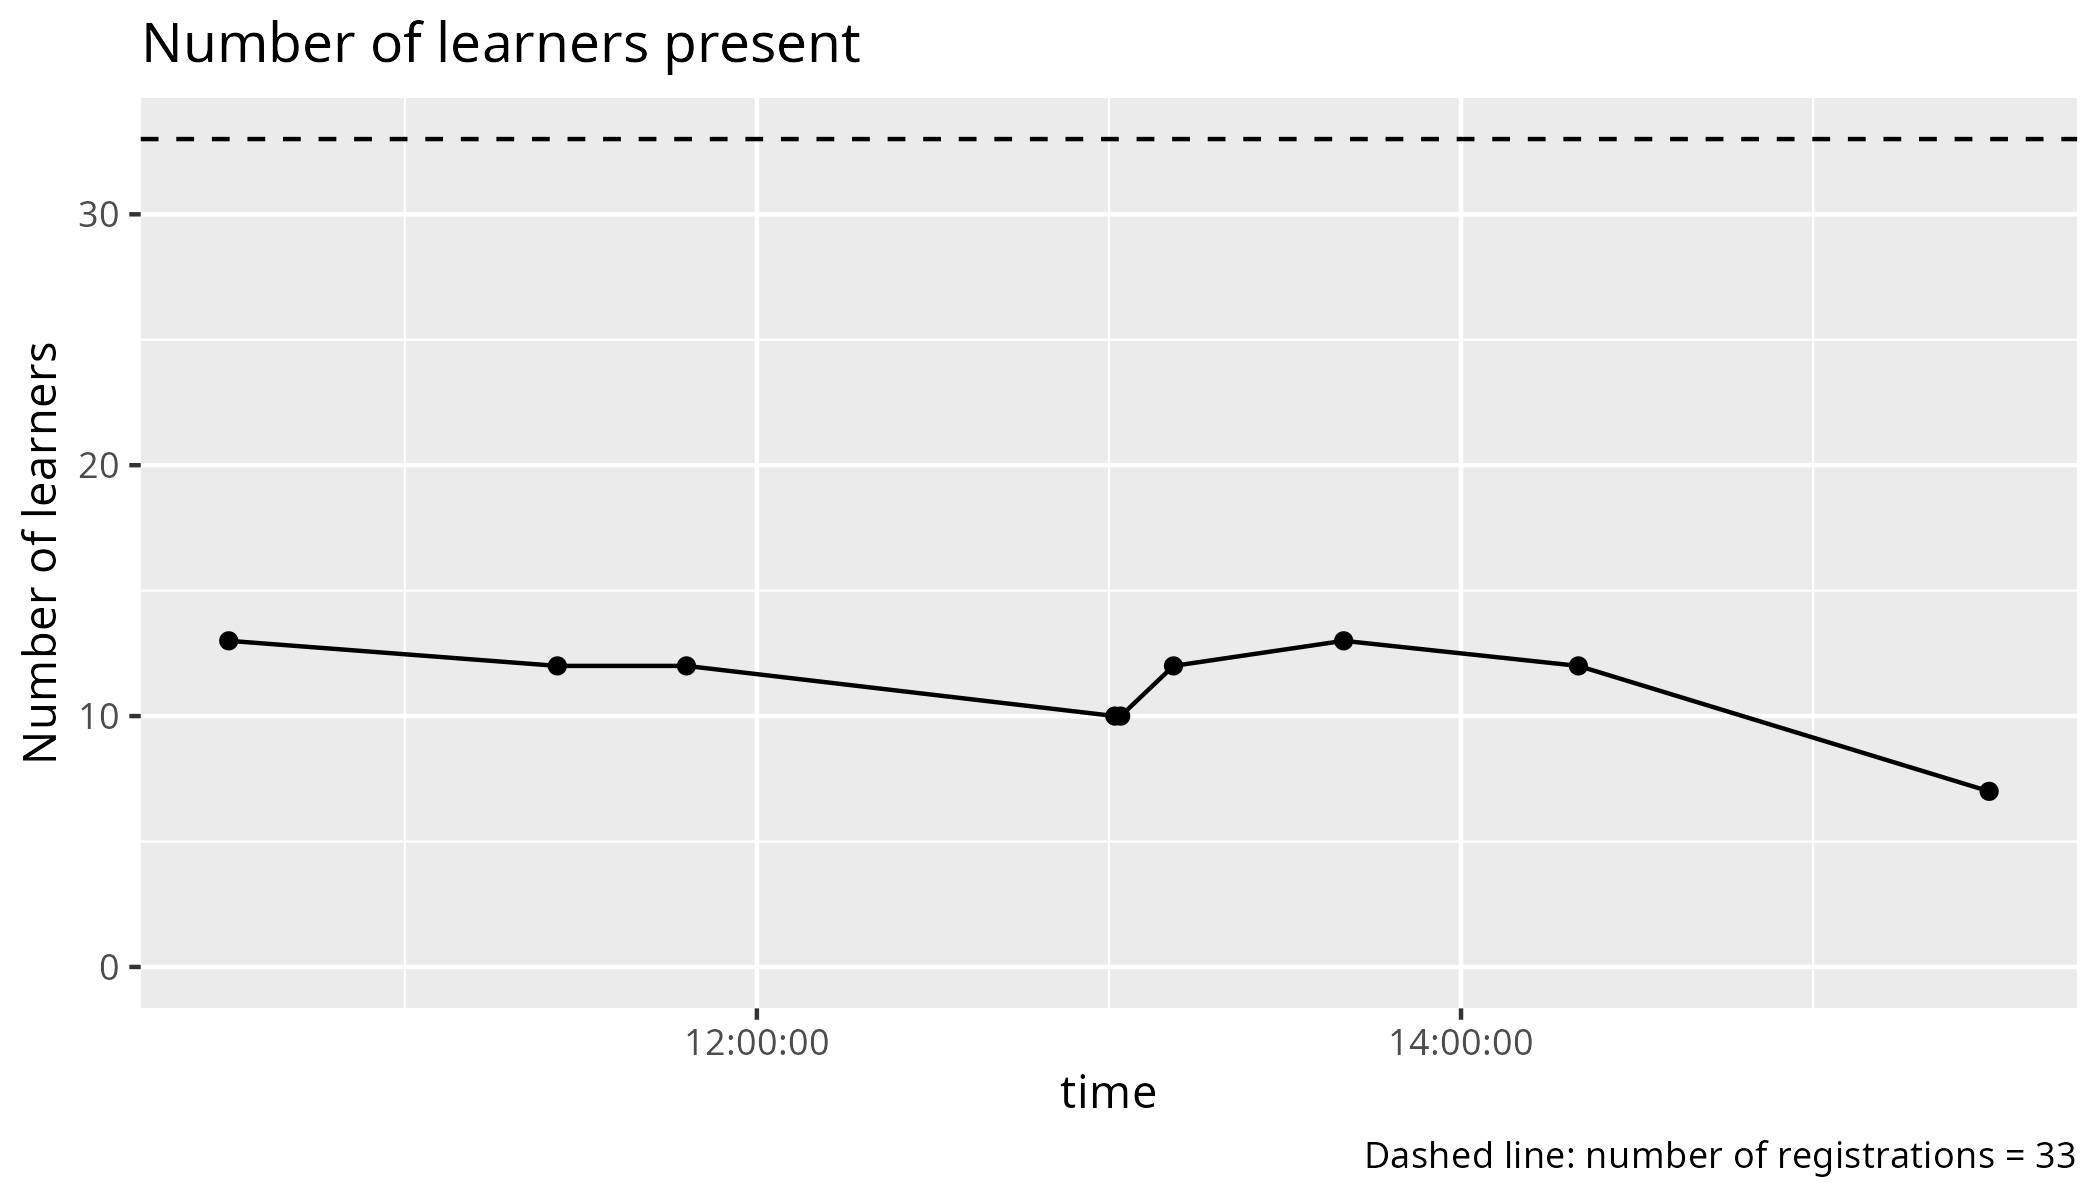 Number of learners present
Number of learners
30
20
10
0
12:00:00
14:00:00
time
Dashed line: number of registrations = 33